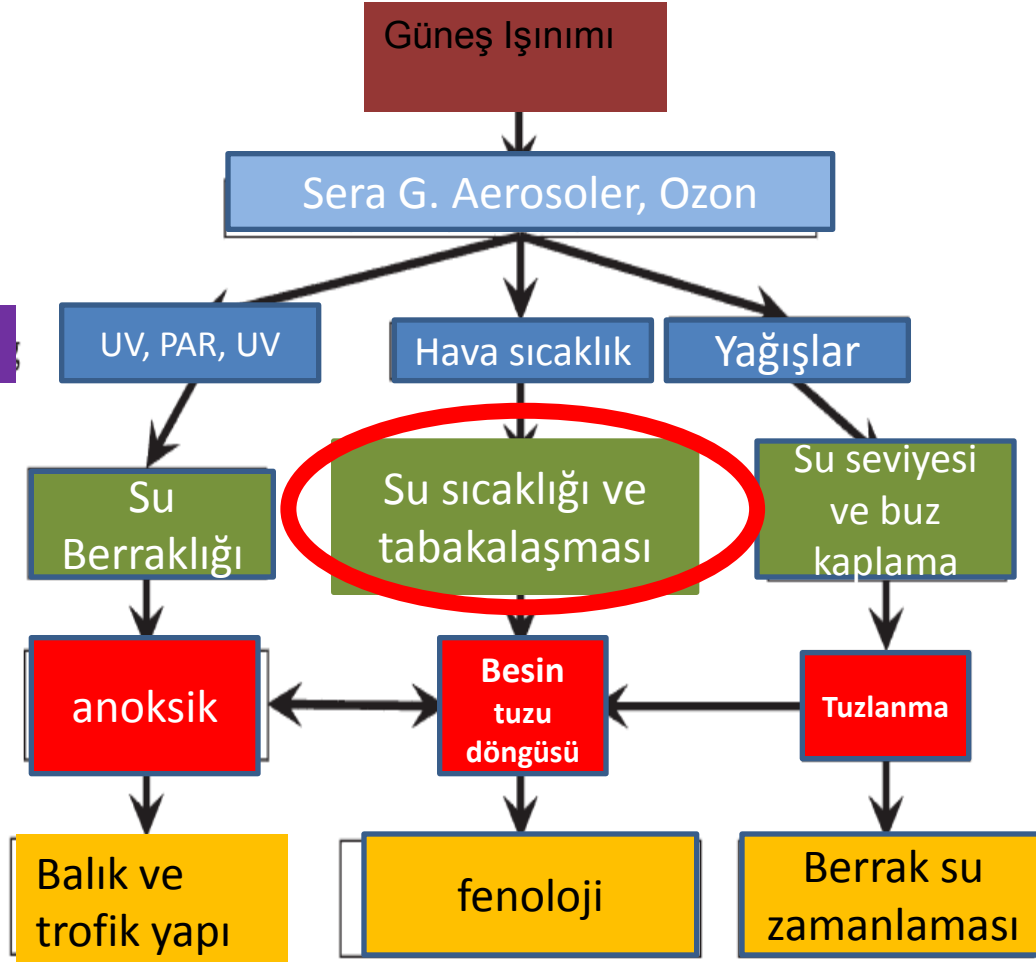 Güneş Işınımı
Sera G. Aerosoler, Ozon
UV, PAR, UV
Hava sıcaklık
Yağışlar
Su
Berraklığı
Su sıcaklığı ve
tabakalaşması
Su seviyesi
ve buz
kaplama
anoksik
Besin
tuzu
döngüsü
Tuzlanma
Balık ve
trofik yapı
fenoloji
Berrak su
zamanlaması